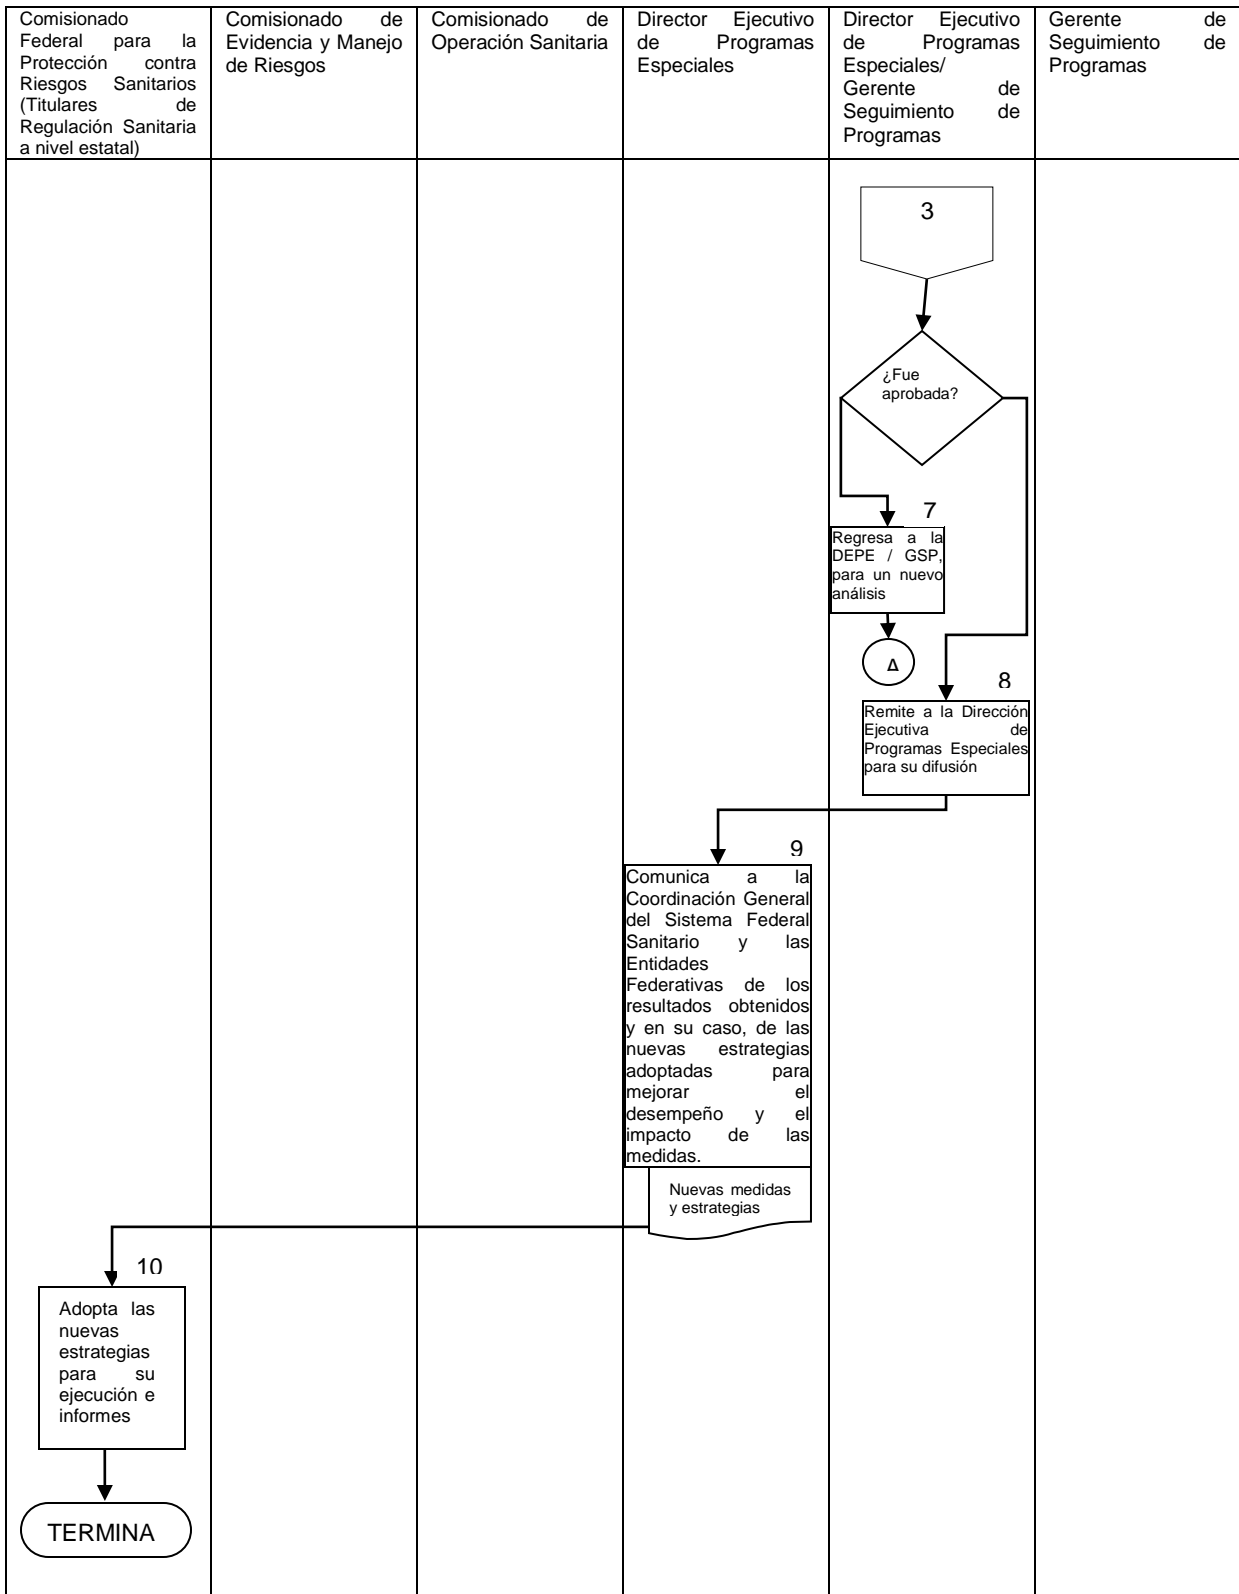 Comisionado
Federal para la
Protección contra
Riesgos Sanitarios
(Titulares de
Regulación Sanitaria
a nivel estatal)
Comisionado de
Evidencia y Manejo
de Riesgos
Comisionado de
Operación Sanitaria
Director Ejecutivo
de Programas
Especiales
Director Ejecutivo
de Programas
Especiales/
Gerente de
Seguimiento de
Programas
Gerente de
Seguimiento de
Programas
3
¿Fue
aprobada?
7
Regresa a la
DEPE / GSP,
para un nuevo
análisis
8
Remite a la Dirección
Ejecutiva de
Programas Especiales
para su difusión
9
Comunica a la
Coordinación General
del Sistema Federal
Sanitario y las
Entidades
Federativas de los
resultados obtenidos
y en su caso, de las
nuevas estrategias
adoptadas para
mejorar el
desempeño y el
impacto de las
medidas.
Nuevas medidas
y estrategias
10
Adopta las
nuevas
estrategias
para su
ejecución e
informes
TERMINA